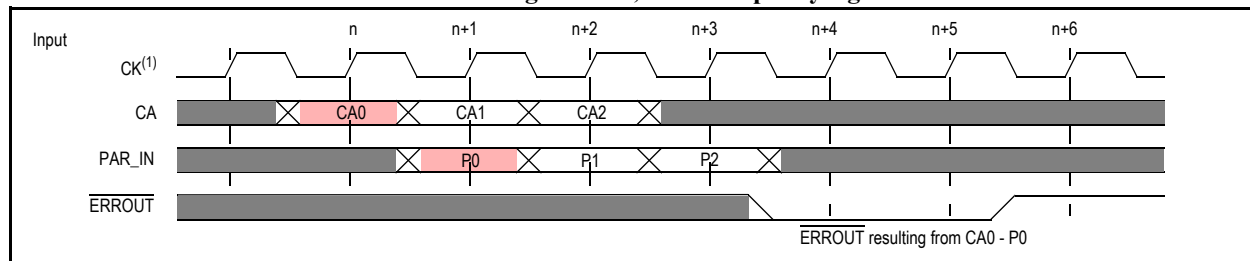 Input
n n+1 n+2 n+3 n+4 n+5 n+6
CK(1)
CA CA0 CA1 CA2
PAR_IN P0 P1 P2
ERROUT
ERROUT resulting from CA0 - P0